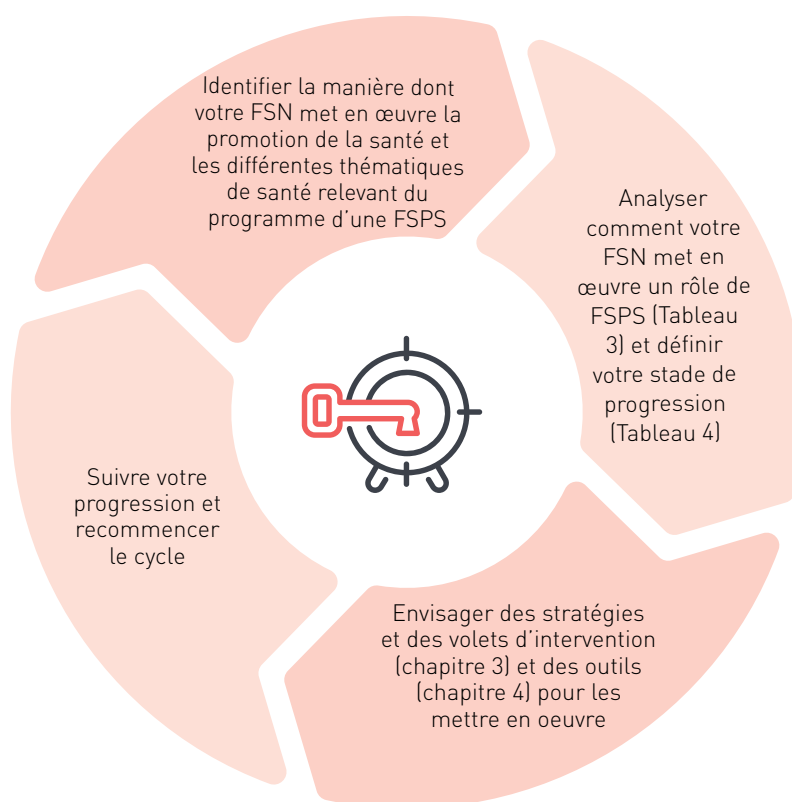 Identifier la manière dont
votre FSN met en œuvre la
promotion de la santé et
les différentes thématiques
de santé relevant du
programme d’une FSPS
Analyser
comment votre
FSN met en
œuvre un rôle de
FSPS (Tableau
3) et définir
votre stade de
progression
(Tableau 4)
Envisager des stratégies
et des volets d’intervention
(chapitre 3) et des outils
(chapitre 4) pour les
mettre en oeuvre
Suivre votre
progression et
recommencer
le cycle